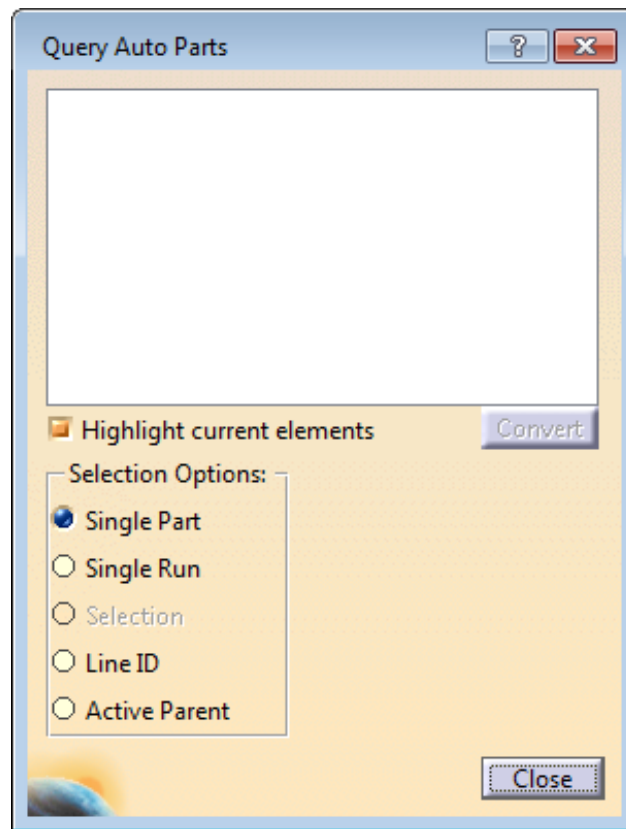 Query Auto Parts
Highlight current elements
Convert
Selection Options:
Single Part
Single Run
Selection
Line ID
Active Parent
Close